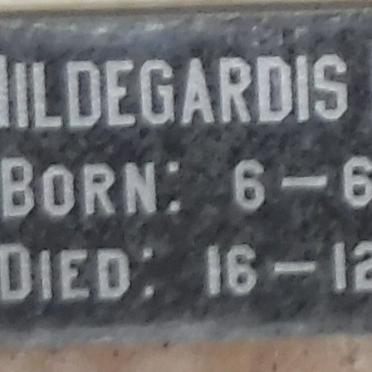 HILDEGARDIS
BORN: 6-6
DIED: 16-12